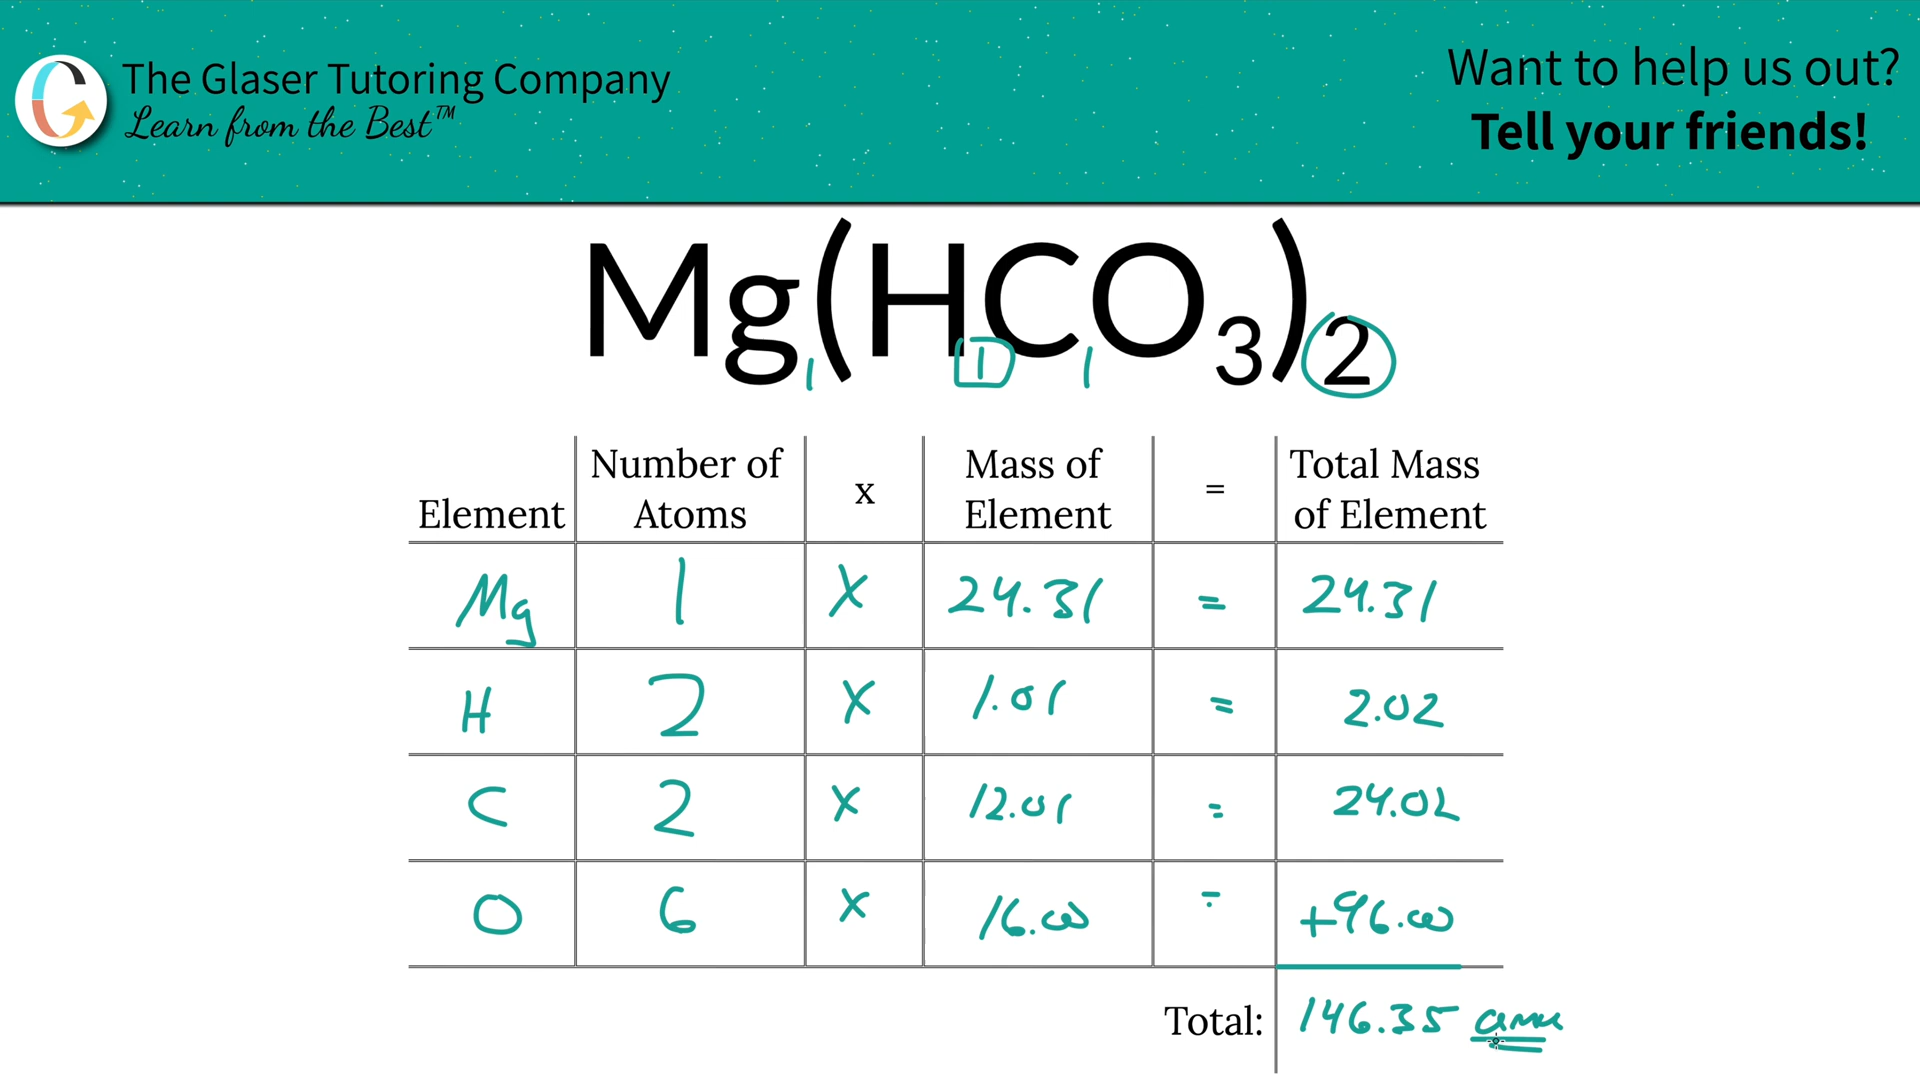 The Glaser Tutoring Company
Learn from the Best™
Want to help us out?
Tell your friends!
Mg(HCO3)2
1 1 1
Element Number of Atoms x Mass of Element = Total Mass of Element
Mg 1 x 24.31 = 24.31
H 2 x 1.01 = 2.02
C 2 x 12.01 = 24.02
O 6 x 16.00 = +96.00
Total: 146.35 amu